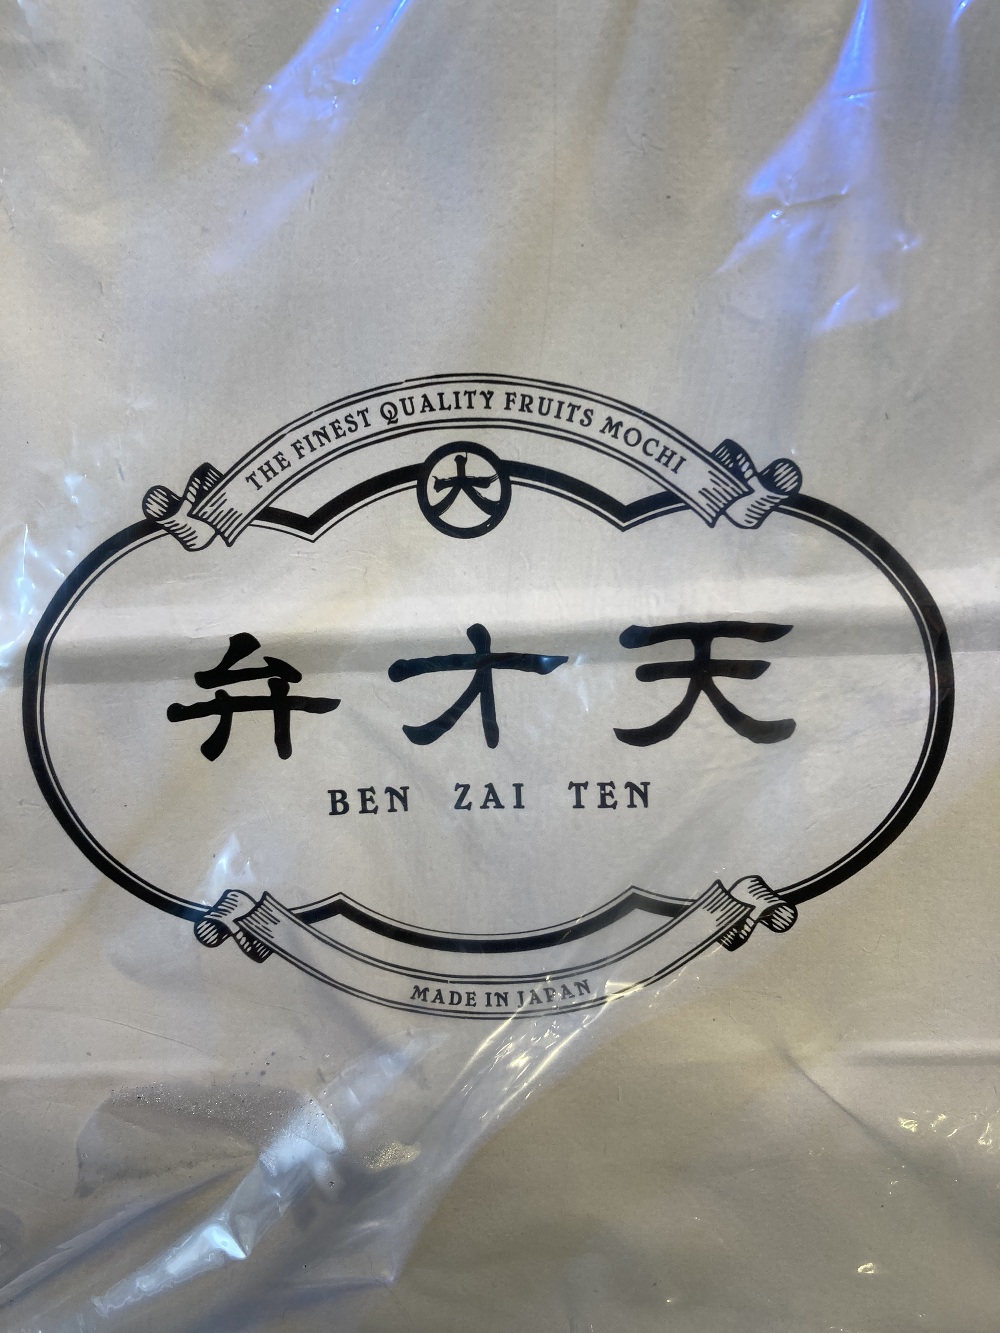 THE FINEST QUALITY FRUITS MOCHI
大
弁才天
BEN ZAI TEN
MADE IN JAPAN